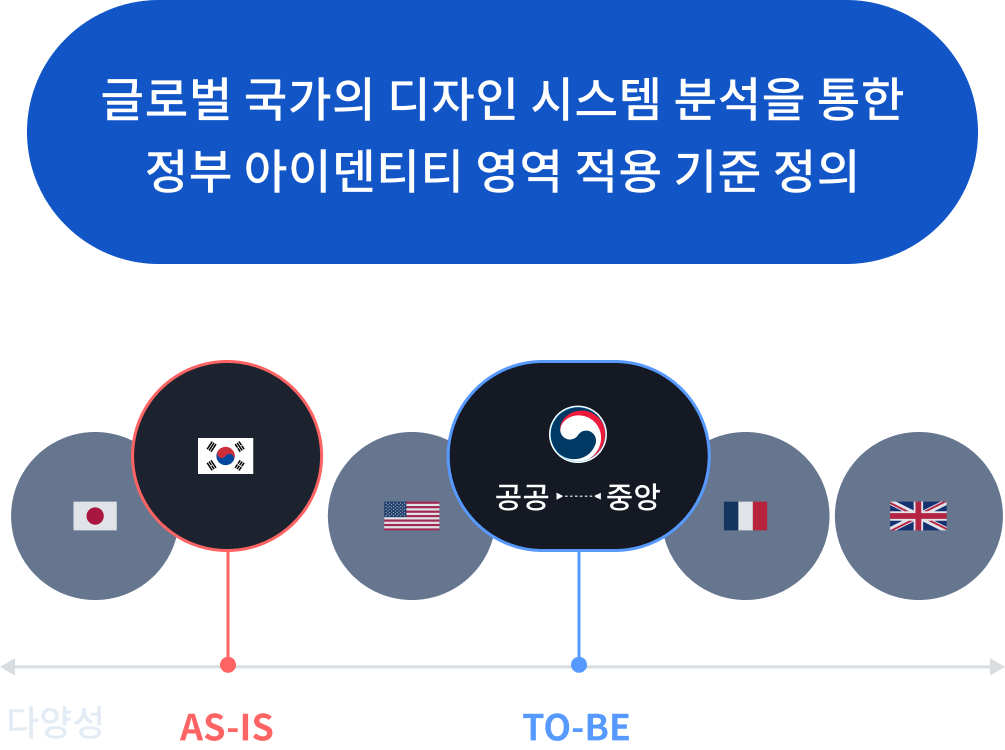 글로벌 국가의 디자인 시스템 분석을 통한
정부 아이덴티티 영역 적용 기준 정의
공공 중앙
다양성 AS-IS TO-BE